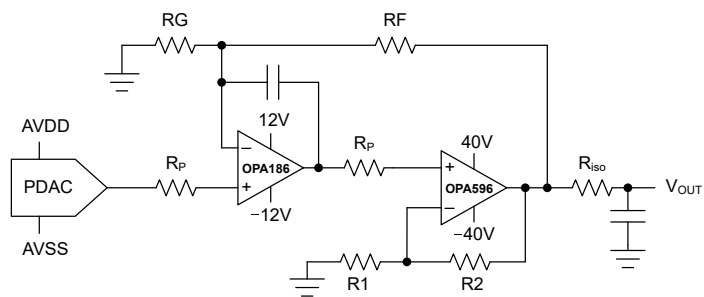 RG
RF
AVDD
12V
40V
PDAC
RP
OPA186
RP
OPA596
Riso
VOUT
−12V
−40V
AVSS
R1
R2
−
+
+
−